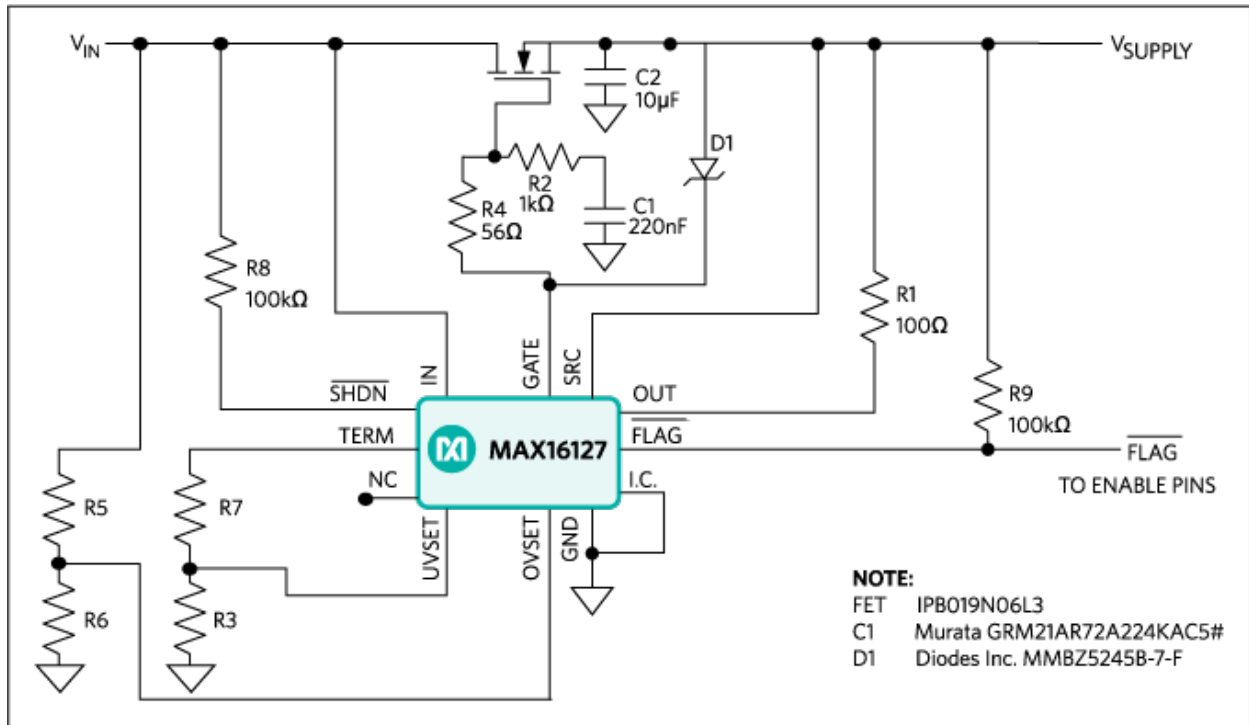 V_IN
V_SUPPLY
C2
10µF
D1
R2
1kΩ
R4
56Ω
C1
220nF
R8
100kΩ
R1
100Ω
R9
100kΩ
IN
GATE
SRC
SHDN
OUT
TERM
MAX16127
FLAG
FLAG
NC
I.C.
TO ENABLE PINS
R5
R7
UVSET
OVSET
GND
R6
R3
NOTE:
FET IPB019N06L3
C1 Murata GRM21AR72A224KAC5#
D1 Diodes Inc. MMBZ5245B-7-F